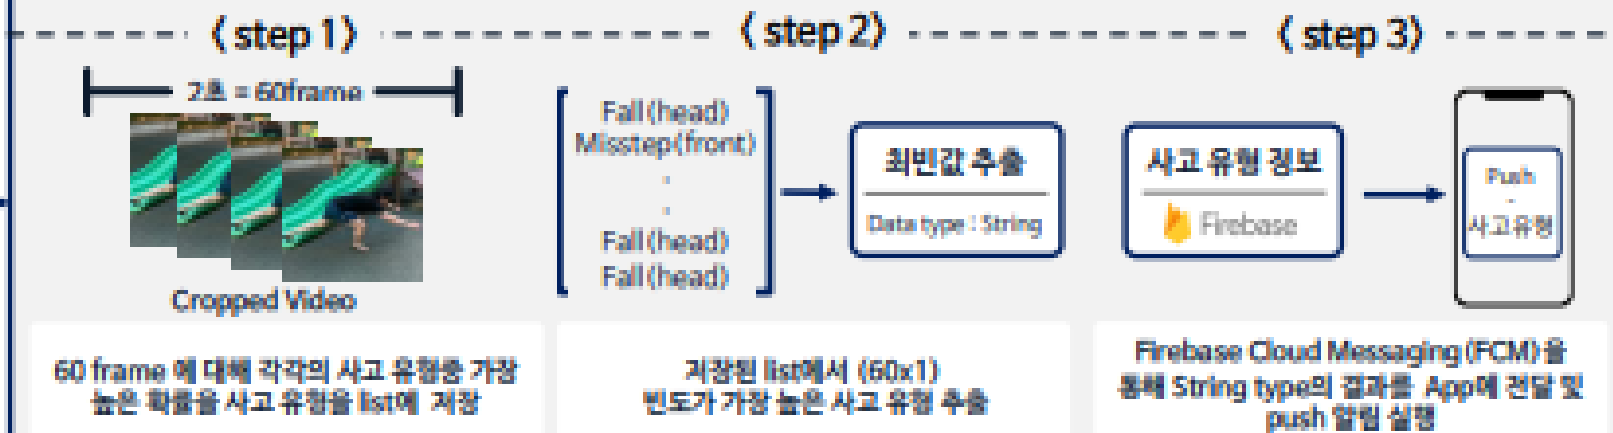 < step 1 >
2초 = 60frame
Cropped Video
60 frame 에 대해 각각의 사고 유형중 가장
높은 확률을 사고 유형을 list에 저장
< step 2 >
Fall(head)
Misstep(front)
.
.
Fall(head)
Fall(head)
최빈값 추출
Data type : String
저장된 list에서 (60x1)
빈도가 가장 높은 사고 유형 추출
< step 3 >
사고 유형 정보
Firebase
Push
-
사고유형
Firebase Cloud Messaging(FCM)을
통해 String type의 결과를 App에 전달 및
push 알림 실행